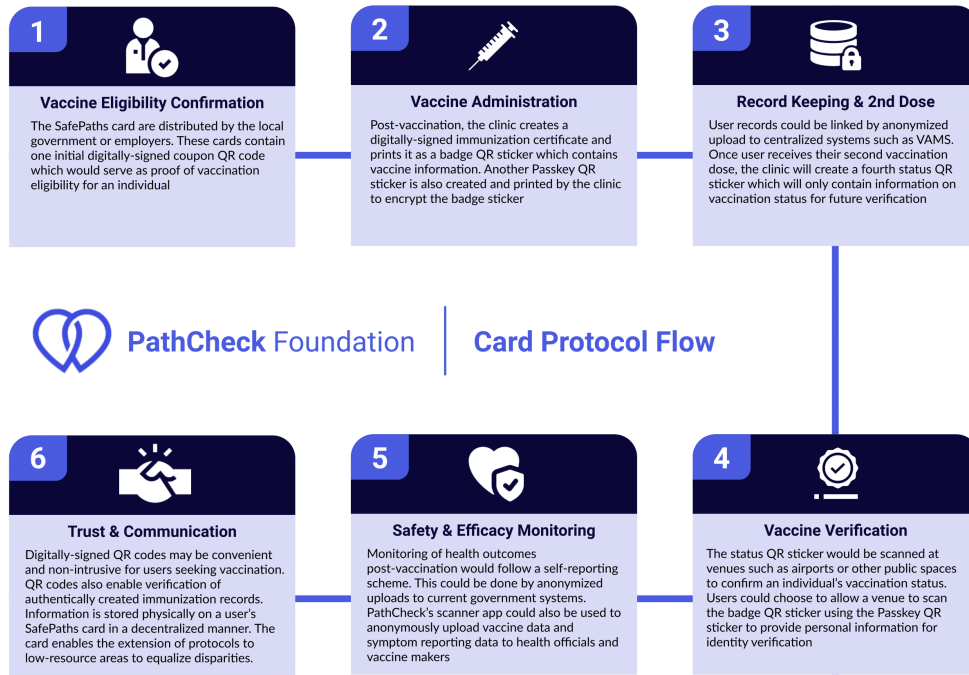 1
Vaccine Eligibility Confirmation
The SafePaths card are distributed by the local
government or employers. These cards contain
one initial digitally-signed coupon QR code
which would serve as proof of vaccination
eligibility for an individual
2
Vaccine Administration
Post-vaccination, the clinic creates a
digitally-signed immunization certificate and
prints it as a badge QR sticker which contains
vaccine information. Another Passkey QR
sticker is also created and printed by the clinic
to encrypt the badge sticker
3
Record Keeping & 2nd Dose
User records could be linked by anonymized
upload to centralized systems such as VAMS.
Once user receives their second vaccination
dose, the clinic will create a fourth status QR
sticker which will only contain information on
vaccination status for future verification
PathCheck Foundation
Card Protocol Flow
4
Vaccine Verification
The status QR sticker would be scanned at
venues such as airports or other public spaces
to confirm an individual's vaccination status.
Users could choose to allow a venue to scan
the badge QR sticker using the Passkey QR
sticker to provide personal information for
identity verification
5
Safety & Efficacy Monitoring
Monitoring of health outcomes
post-vaccination would follow a self-reporting
scheme. This could be done by anonymized
uploads to current government systems.
PathCheck's scanner app could also be used to
anonymously upload vaccine data and
symptom reporting data to health officials and
vaccine makers
6
Trust & Communication
Digitally-signed QR codes may be convenient
and non-intrusive for users seeking vaccination.
QR codes also enable verification of
authentically created immunization records.
Information is stored physically on a user's
SafePaths card in a decentralized manner. The
card enables the extension of protocols to
low-resource areas to equalize disparities.